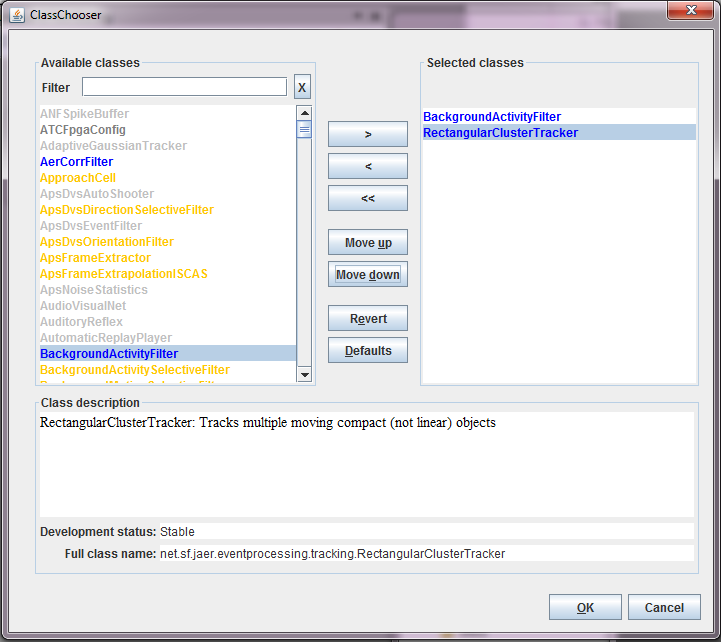 ClassChooser
Available classes
Filter
X
ANFSpikeBuffer
ATCFpgaConfig
AdaptiveGaussianTracker
AerCorrFilter
ApproachCell
ApsDvsAutoShooter
ApsDvsDirectionSelectiveFilter
ApsDvsEventFilter
ApsDvsOrientationFilter
ApsFrameExtractor
ApsFrameExtrapolationISCAS
ApsNoiseStatistics
AudioVisualNet
AuditoryReflex
AutomaticReplayPlayer
BackgroundActivityFilter
BackgroundActivitySelectiveFilter
>
<
<<
Move up
Move down
Revert
Defaults
Selected classes
BackgroundActivityFilter
RectangularClusterTracker
Class description
RectangularClusterTracker: Tracks multiple moving compact (not linear) objects
Development status: Stable
Full class name: net.sf.jaer.eventprocessing.tracking.RectangularClusterTracker
OK
Cancel